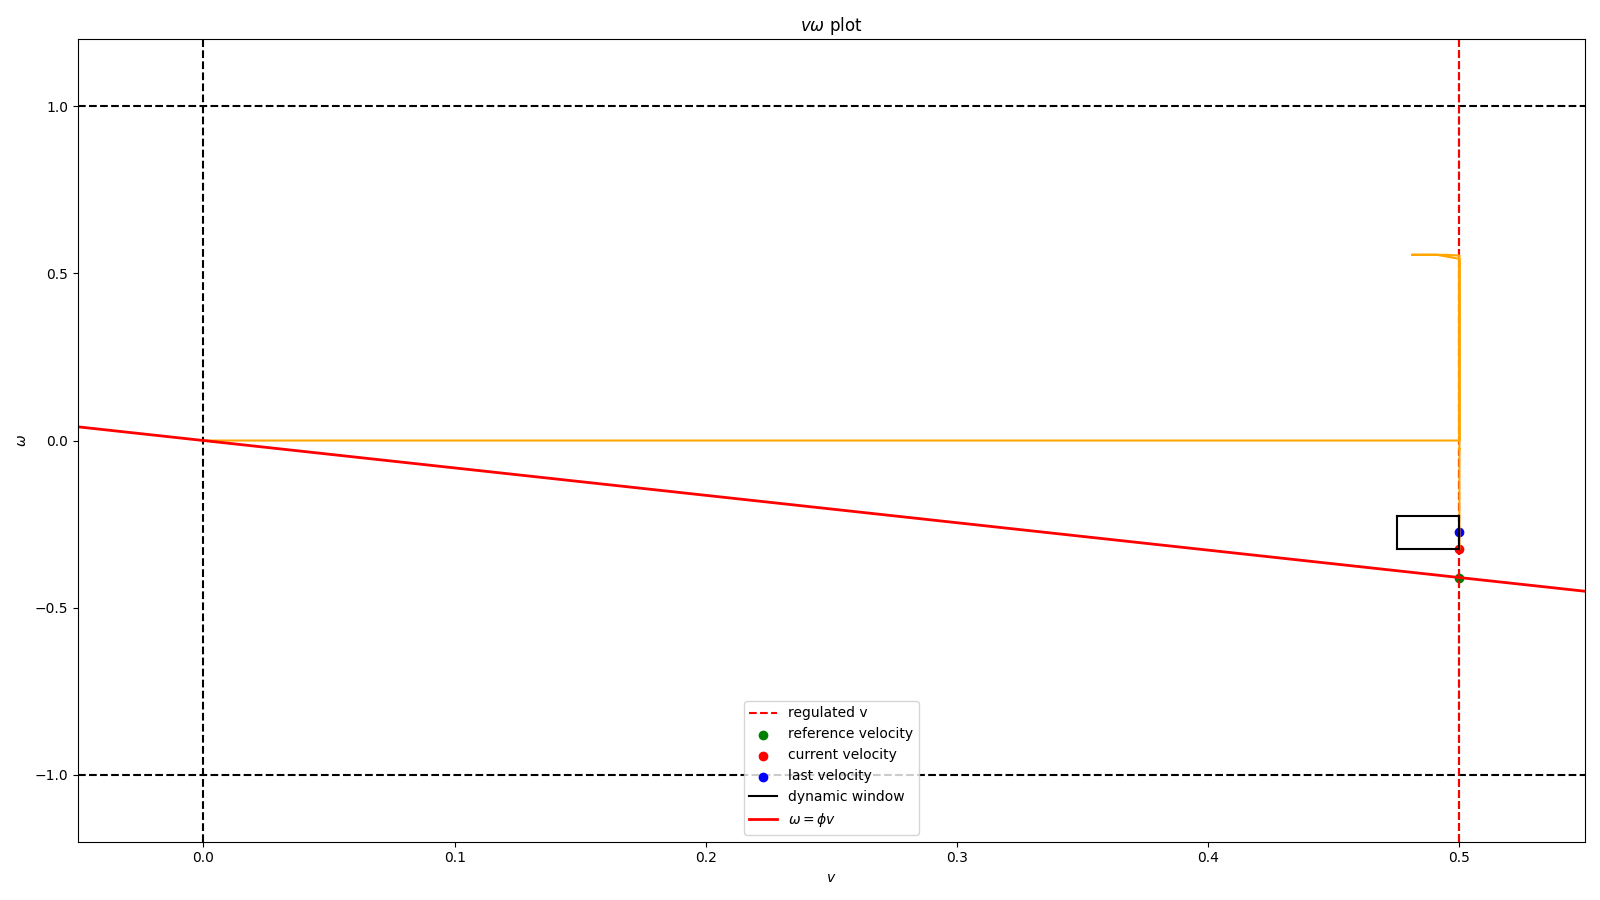 vω plot
1.0
0.5
0.0
−0.5
−1.0
ω
0.0 0.1 0.2 0.3 0.4 0.5
v
regulated v
reference velocity
current velocity
last velocity
dynamic window
ω = ϕv